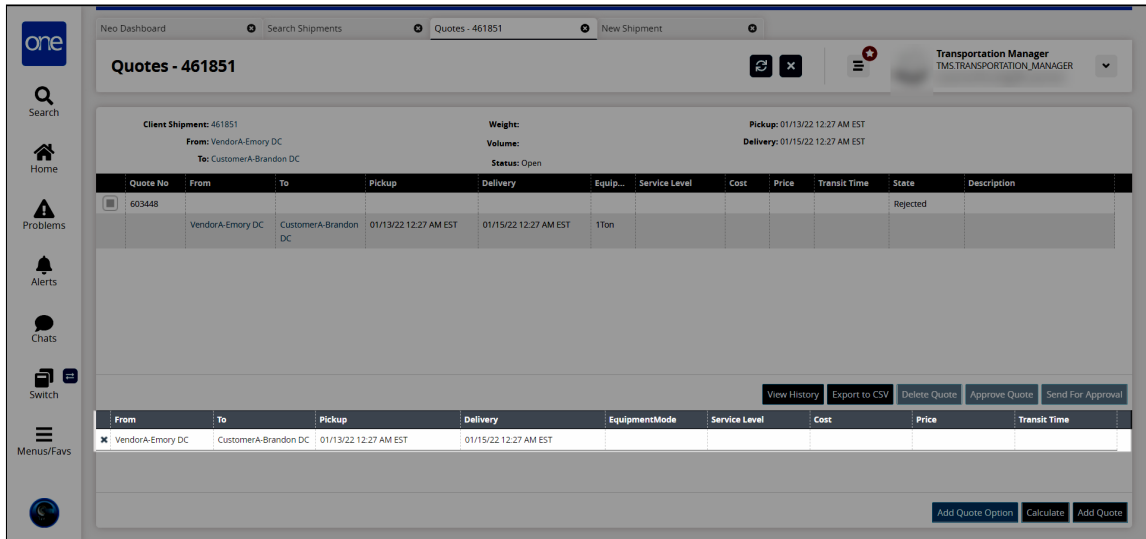 one
Search
Home
Problems
Alerts
Chats
Switch
Menus/Favs
Neo Dashboard Search Shipments Quotes - 461851 New Shipment
Quotes - 461851
Transportation Manager
TMS.TRANSPORTATION_MANAGER
Client Shipment: 461851 Weight: Pickup: 01/13/22 12:27 AM EST
From: VendorA-Emory DC Volume: Delivery: 01/15/22 12:27 AM EST
To: CustomerA-Brandon DC Status: Open
Quote No From To Pickup Delivery Equip... Service Level Cost Price Transit Time State Description
603448 Rejected
VendorA-Emory DC CustomerA-Brandon 01/13/22 12:27 AM EST 01/15/22 12:27 AM EST 1Ton
DC
View History Export to CSV Delete Quote Approve Quote Send For Approval
From To Pickup Delivery EquipmentMode Service Level Cost Price Transit Time
VendorA-Emory DC CustomerA-Brandon DC 01/13/22 12:27 AM EST 01/15/22 12:27 AM EST
Add Quote Option Calculate Add Quote